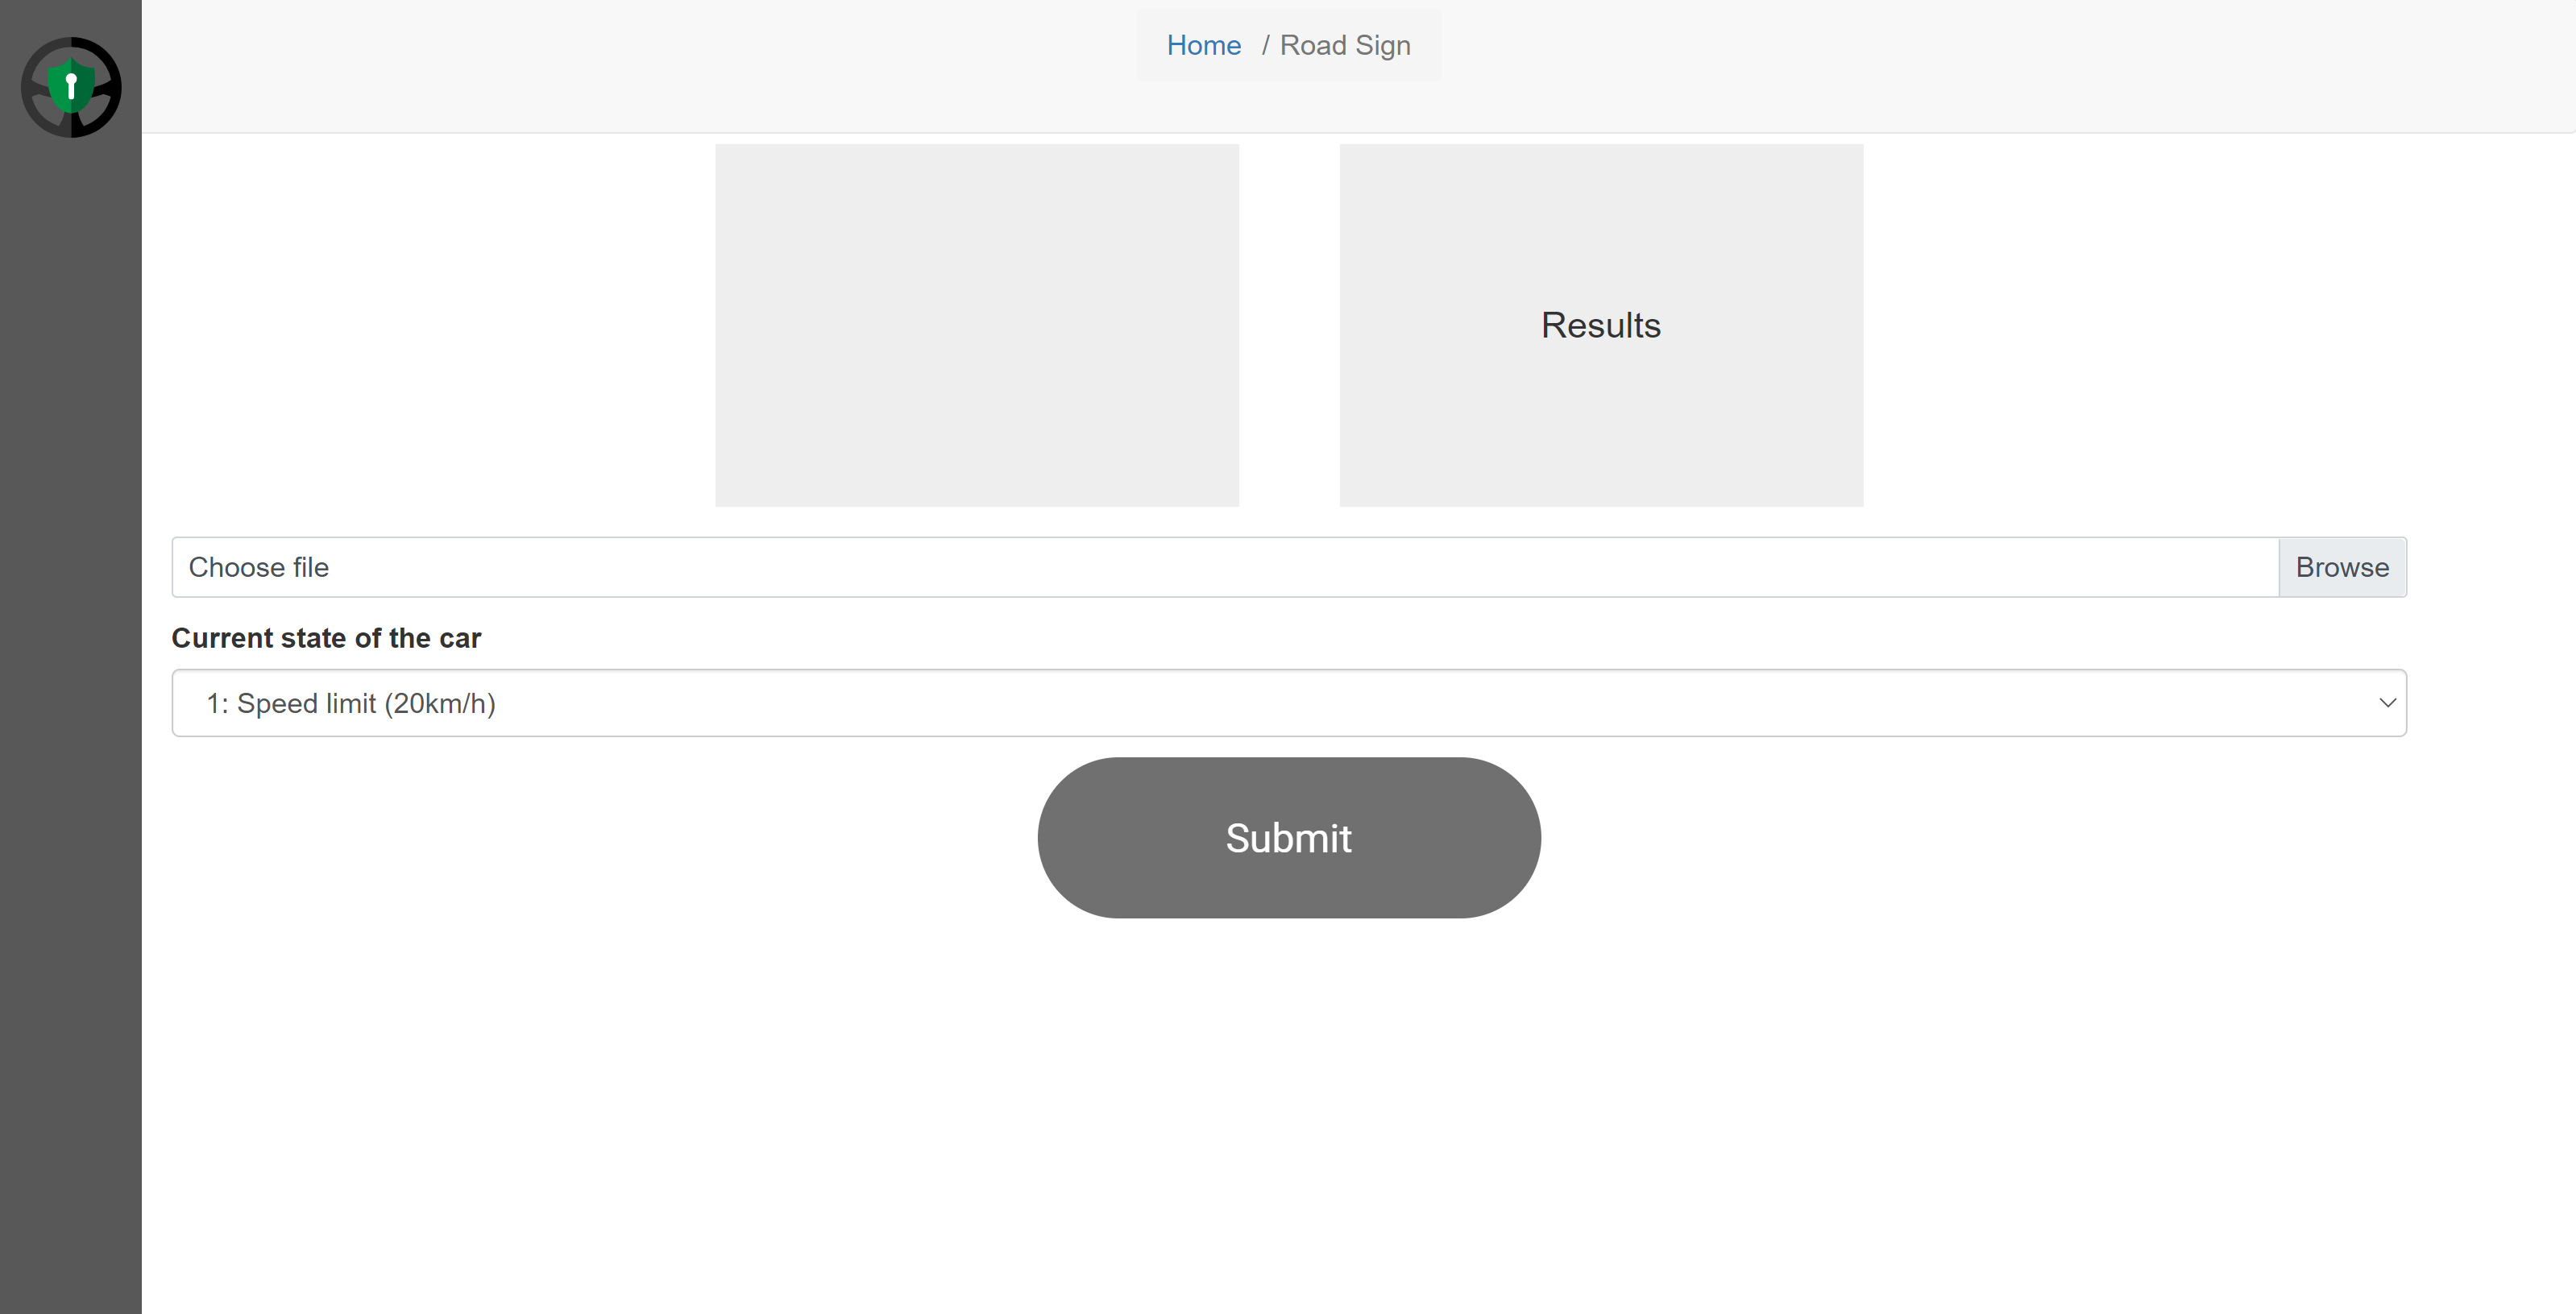 Home / Road Sign
Results
Choose file
Browse
Current state of the car
1: Speed limit (20km/h)
Submit